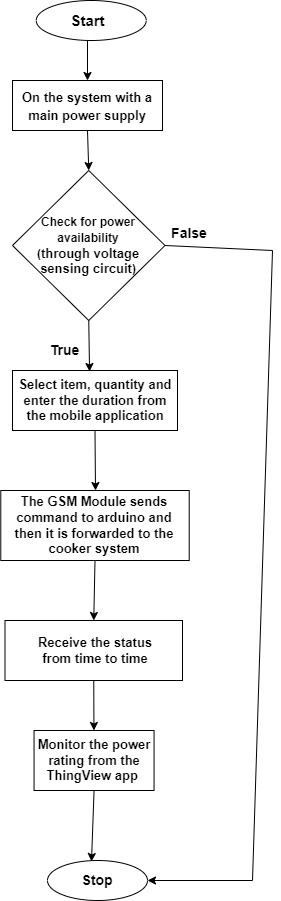 Start
On the system with a
main power supply
Check for power
availability
(through voltage
sensing circuit)
False
True
Select item, quantity and
enter the duration from
the mobile application
The GSM Module sends
command to arduino and
then it is forwarded to the
cooker system
Receive the status
from time to time
Monitor the power
rating from the
ThingView app
Stop